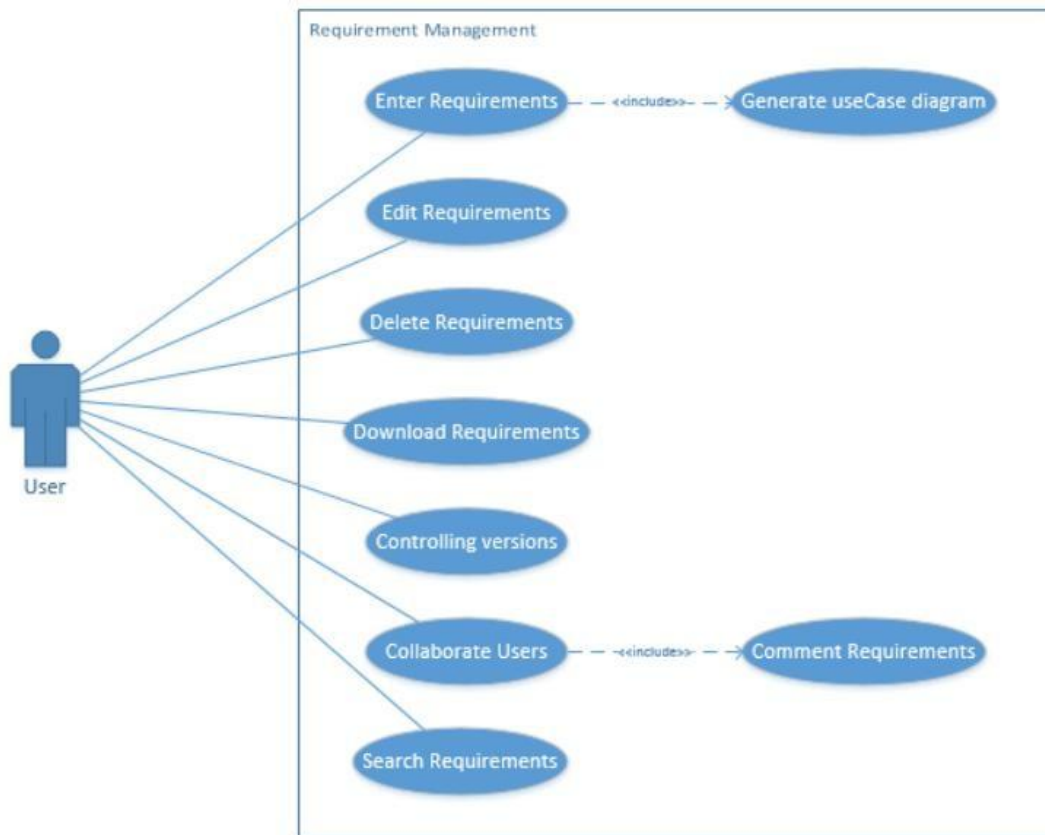 Requirement Management
Enter Requirements
<<include>>
Generate useCase diagram
Edit Requirements
Delete Requirements
Download Requirements
User
Controlling versions
Collaborate Users
<<include>>
Comment Requirements
Search Requirements